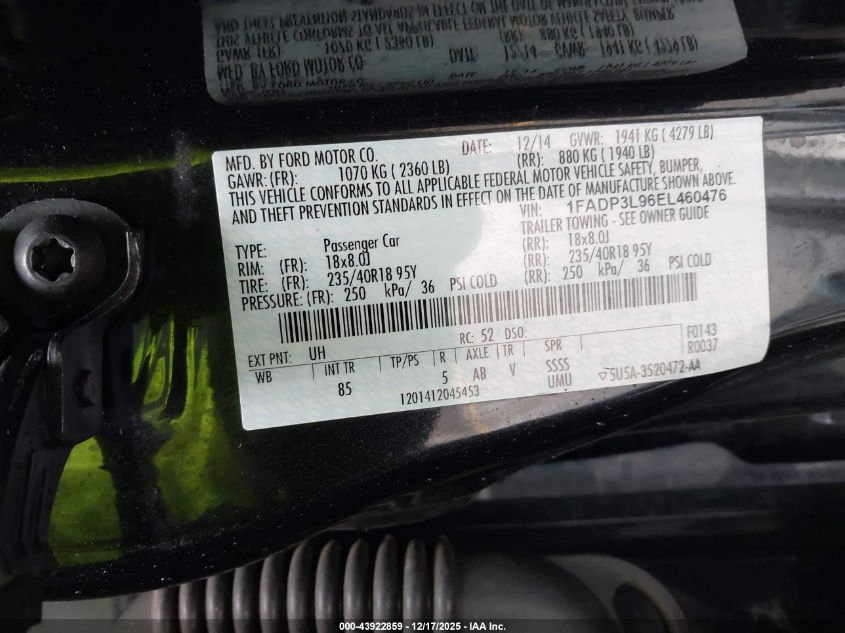 MFD. BY FORD MOTOR CO. DATE: 12/14 GVWR: 1941 KG ( 4279 LB)
GAWR: (FR): 1070 KG ( 2360 LB) (RR): 880 KG ( 1940 LB)
THIS VEHICLE CONFORMS TO ALL APPLICABLE FEDERAL MOTOR VEHICLE SAFETY, BUMPER,
AND THEFT PREVENTION STANDARDS IN EFFECT ON THE DATE OF MANUFACTURE SHOWN ABOVE.
VIN: 1FADP3L96EL460476
TYPE: Passenger Car TRAILER TOWING - SEE OWNER GUIDE
RIM: (FR): 18x8.0J (RR): 18x8.0J
TIRE: (FR): 235/40R18 95Y (RR): 235/40R18 95Y
PRESSURE: (FR): 250 kPa/ 36 PSI COLD (RR): 250 kPa/ 36 PSI COLD
EXT PNT: UH RC: 52 DSO: F0143
WB INT TR TP/PS R AXLE TR SPR R0037
85 5 AB V SSSS
1201412045453 UMU 5U5A-3520472-AA
000-43922859 - 12/17/2025 - IAA Inc.